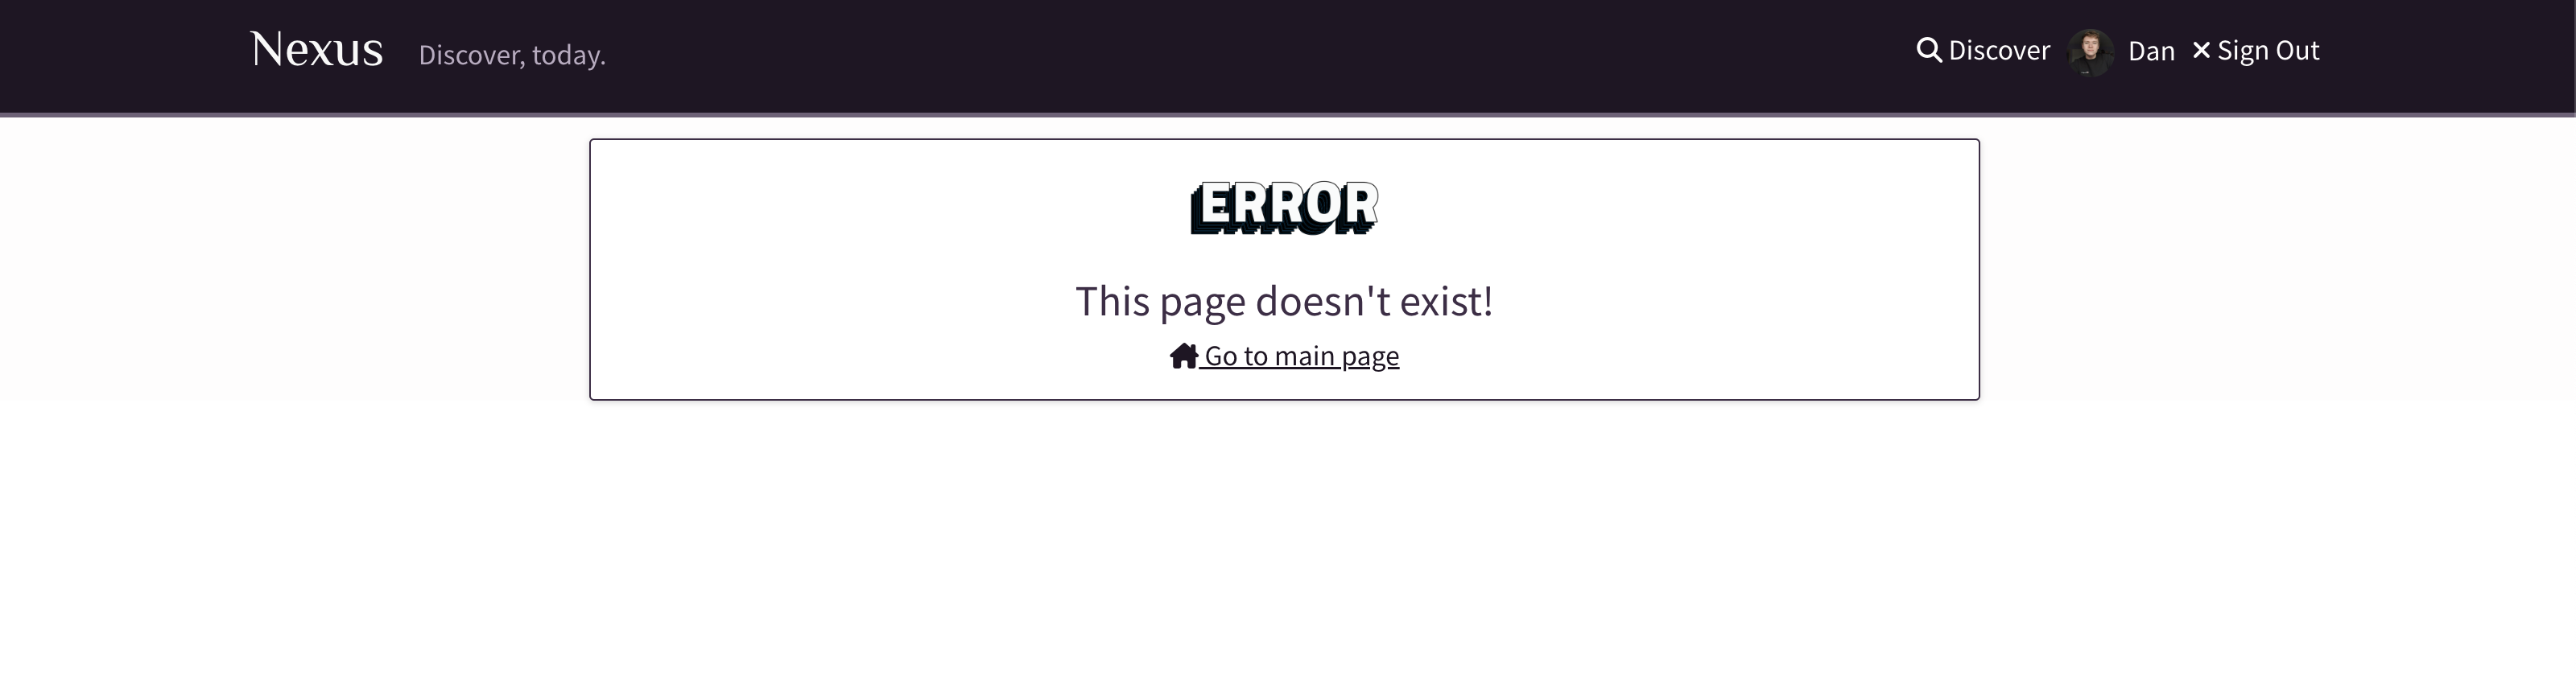 Nexus Discover, today. Discover Dan Sign Out
ERROR
This page doesn't exist!
Go to main page